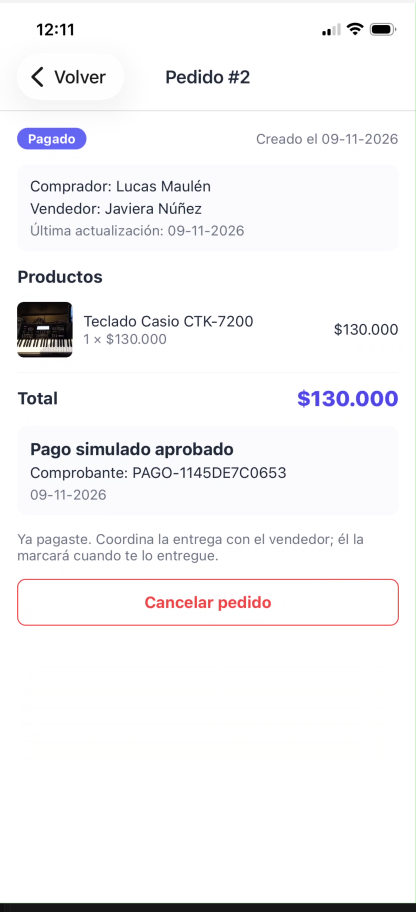 12:11
Volver
Pedido #2
Pagado
Creado el 09-11-2026
Comprador: Lucas Maulén
Vendedor: Javiera Núñez
Última actualización: 09-11-2026
Productos
Teclado Casio CTK-7200
1 × $130.000
$130.000
Total
$130.000
Pago simulado aprobado
Comprobante: PAGO-1145DE7C0653
09-11-2026
Ya pagaste. Coordina la entrega con el vendedor; él la
marcará cuando te lo entregue.
Cancelar pedido